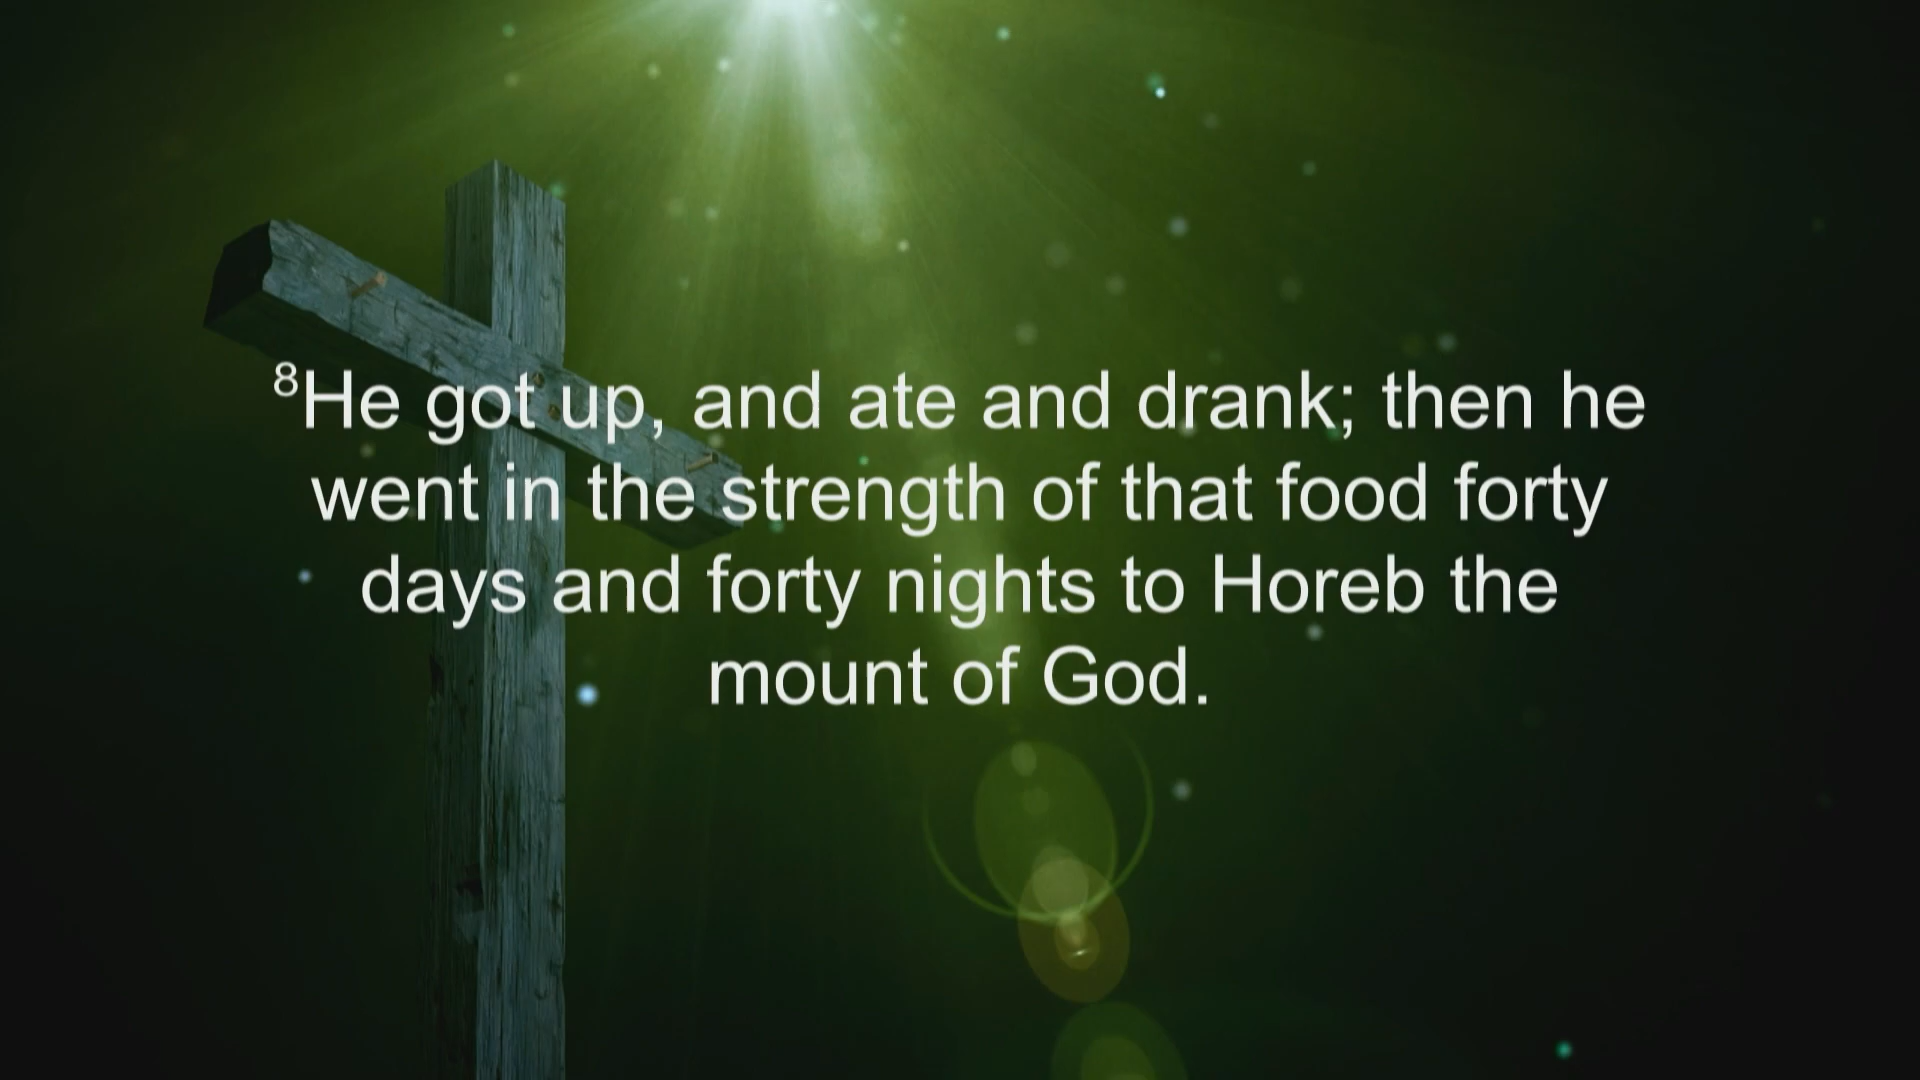 ⁸He got up, and ate and drank; then he
went in the strength of that food forty
days and forty nights to Horeb the
mount of God.